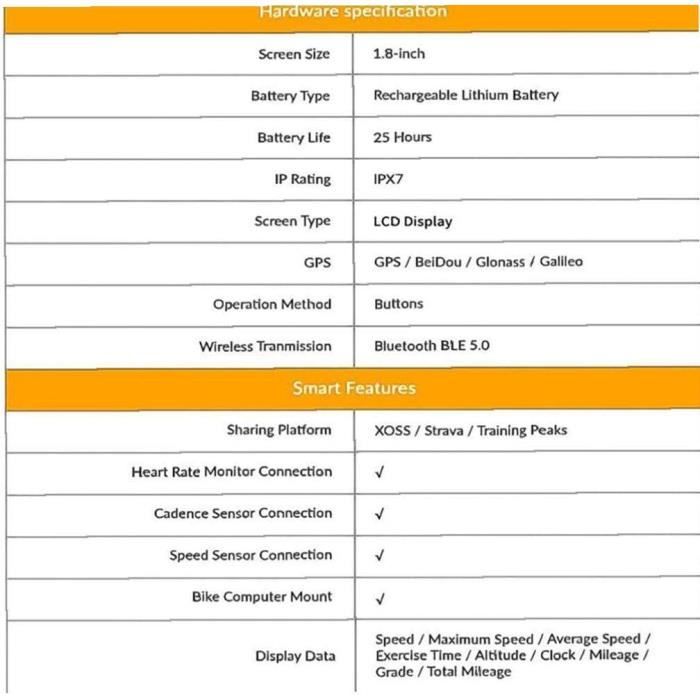 Hardware specification
Screen Size 1.8-inch
Battery Type Rechargeable Lithium Battery
Battery Life 25 Hours
IP Rating IPX7
Screen Type LCD Display
GPS GPS / BeiDou / Glonass / Galileo
Operation Method Buttons
Wireless Tranmission Bluetooth BLE 5.0
Smart Features
Sharing Platform XOSS / Strava / Training Peaks
Heart Rate Monitor Connection √
Cadence Sensor Connection √
Speed Sensor Connection √
Bike Computer Mount √
Display Data Speed / Maximum Speed / Average Speed /
Exercise Time / Altitude / Clock / Mileage /
Grade / Total Mileage